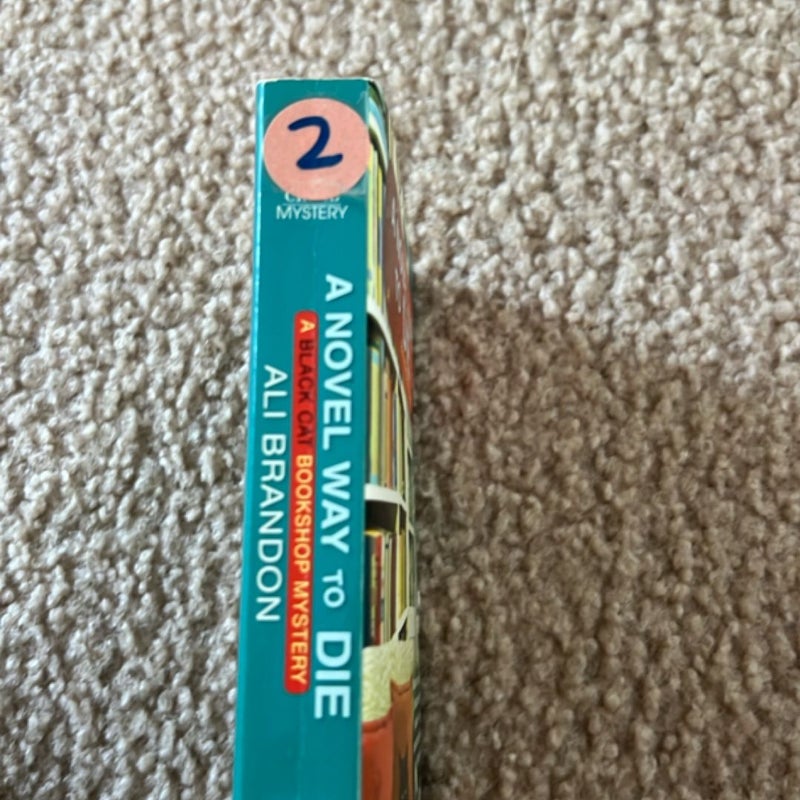 2
MYSTERY
A NOVEL WAY TO DIE
A BLACK CAT BOOKSHOP MYSTERY
ALI BRANDON